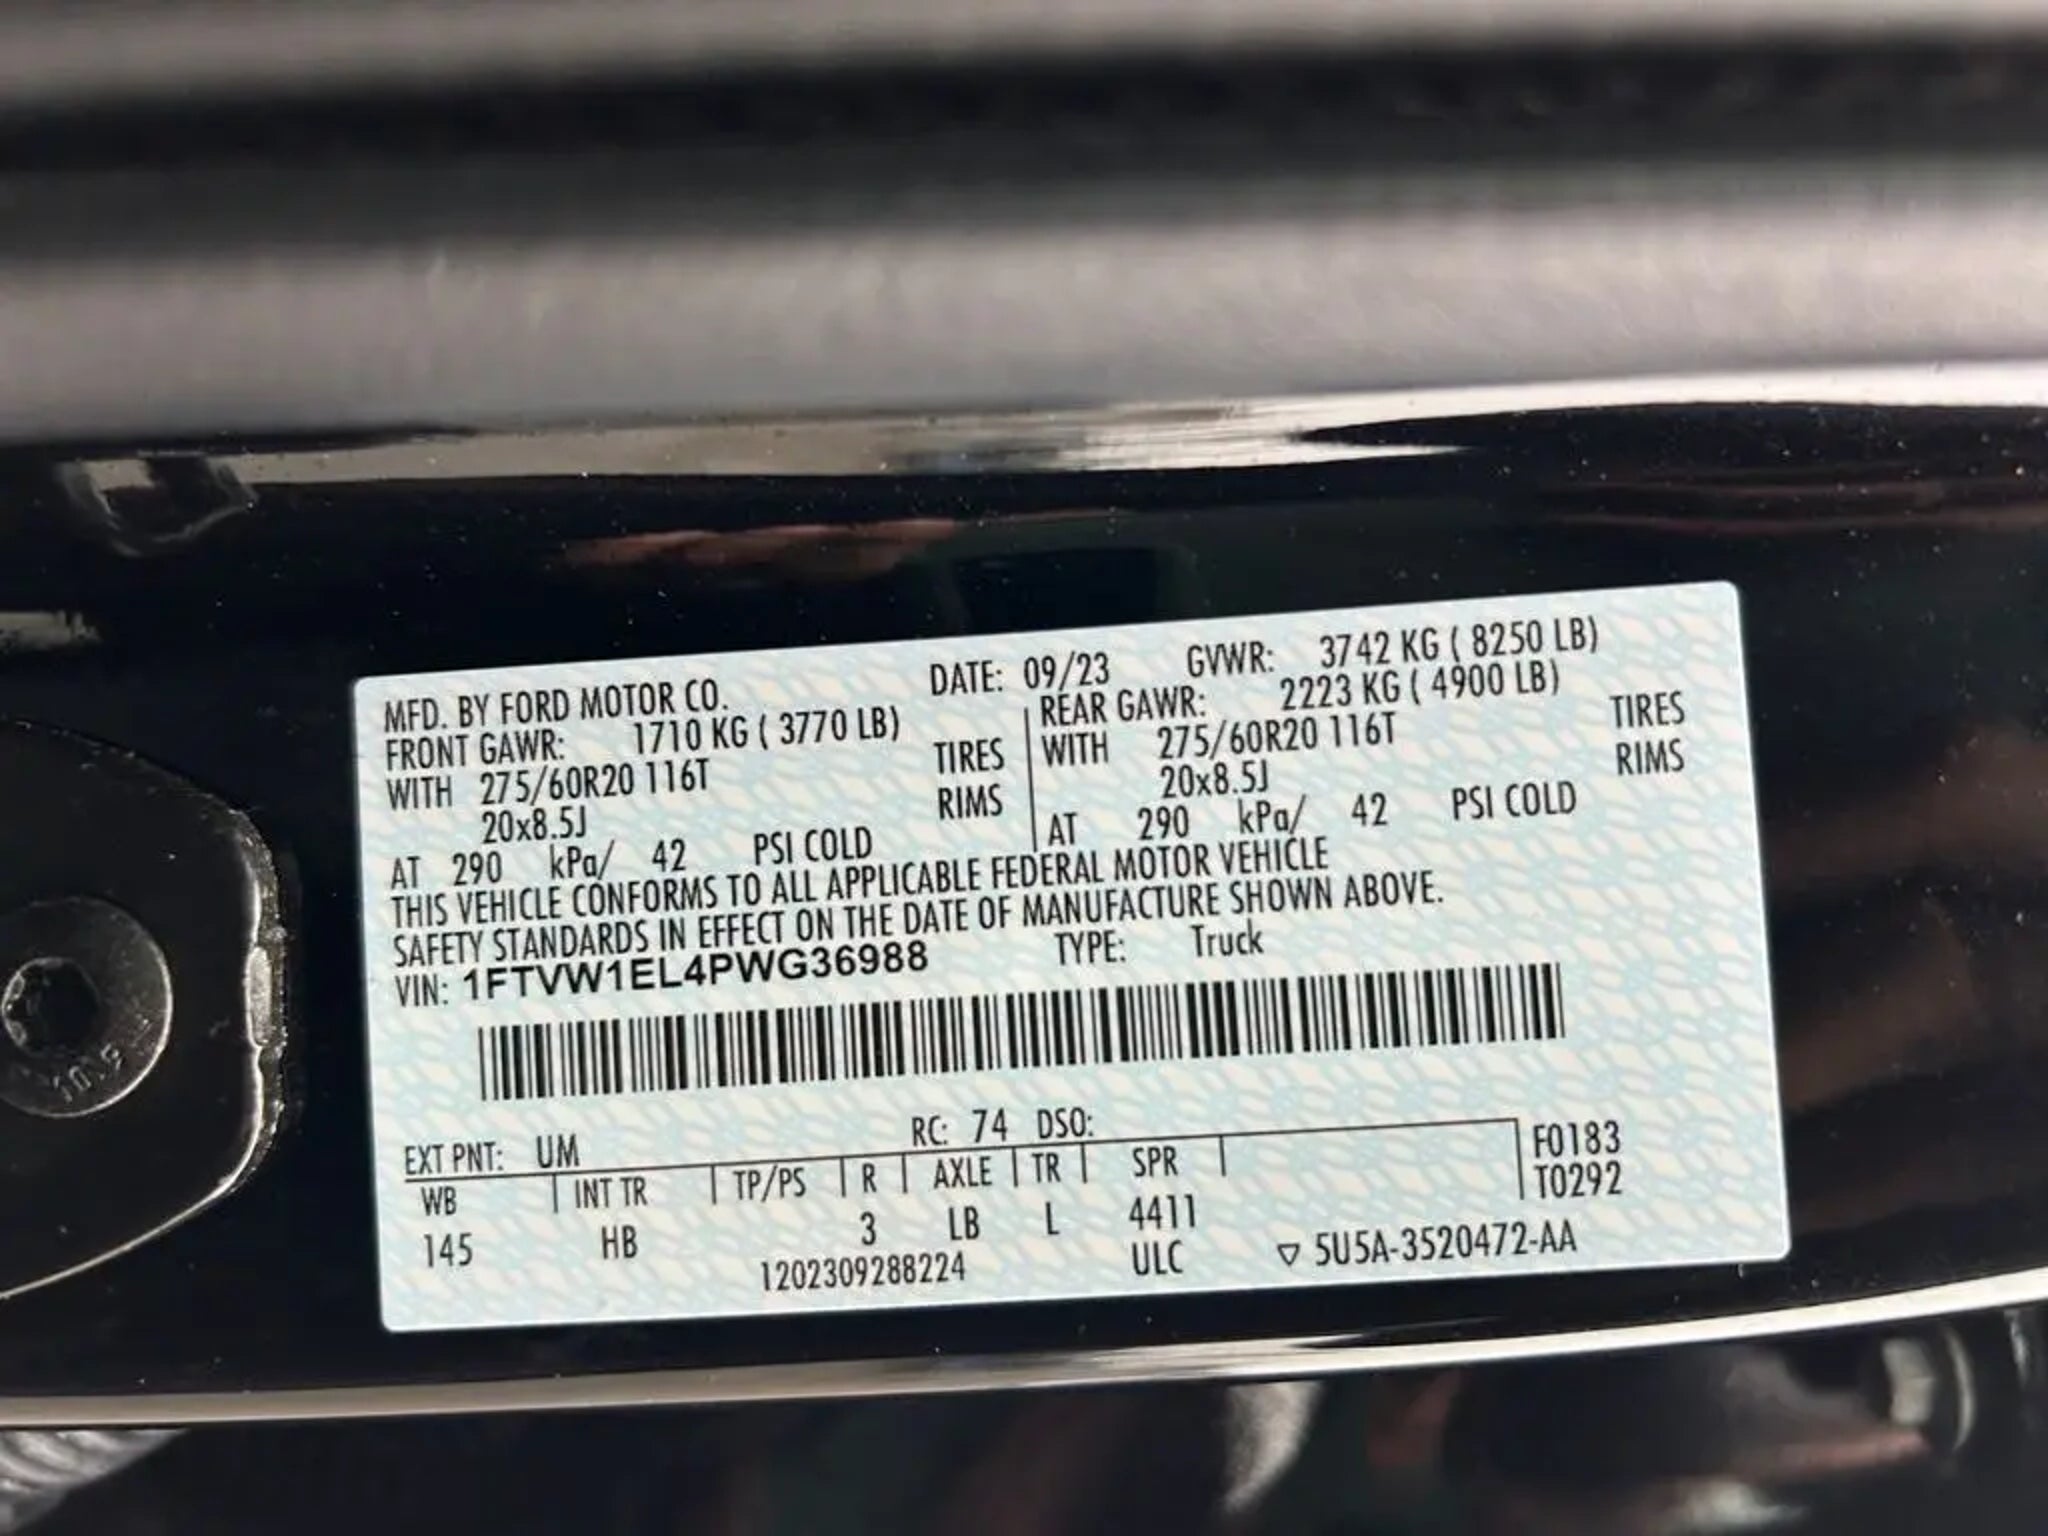 MFD. BY FORD MOTOR CO. DATE: 09/23 GVWR: 3742 KG ( 8250 LB)
FRONT GAWR: 1710 KG ( 3770 LB) REAR GAWR: 2223 KG ( 4900 LB)
WITH 275/60R20 116T TIRES WITH 275/60R20 116T TIRES
20x8.5J RIMS 20x8.5J RIMS
AT 290 kPa/ 42 PSI COLD AT 290 kPa/ 42 PSI COLD
THIS VEHICLE CONFORMS TO ALL APPLICABLE FEDERAL MOTOR VEHICLE
SAFETY STANDARDS IN EFFECT ON THE DATE OF MANUFACTURE SHOWN ABOVE.
VIN: 1FTVW1EL4PWG36988 TYPE: Truck
EXT PNT: UM RC: 74 DSO: F0183
WB INT TR TP/PS R AXLE TR SPR T0292
145 HB 3 LB L 4411
1202309288224 ULC ▽ 5U5A-3520472-AA
10.9